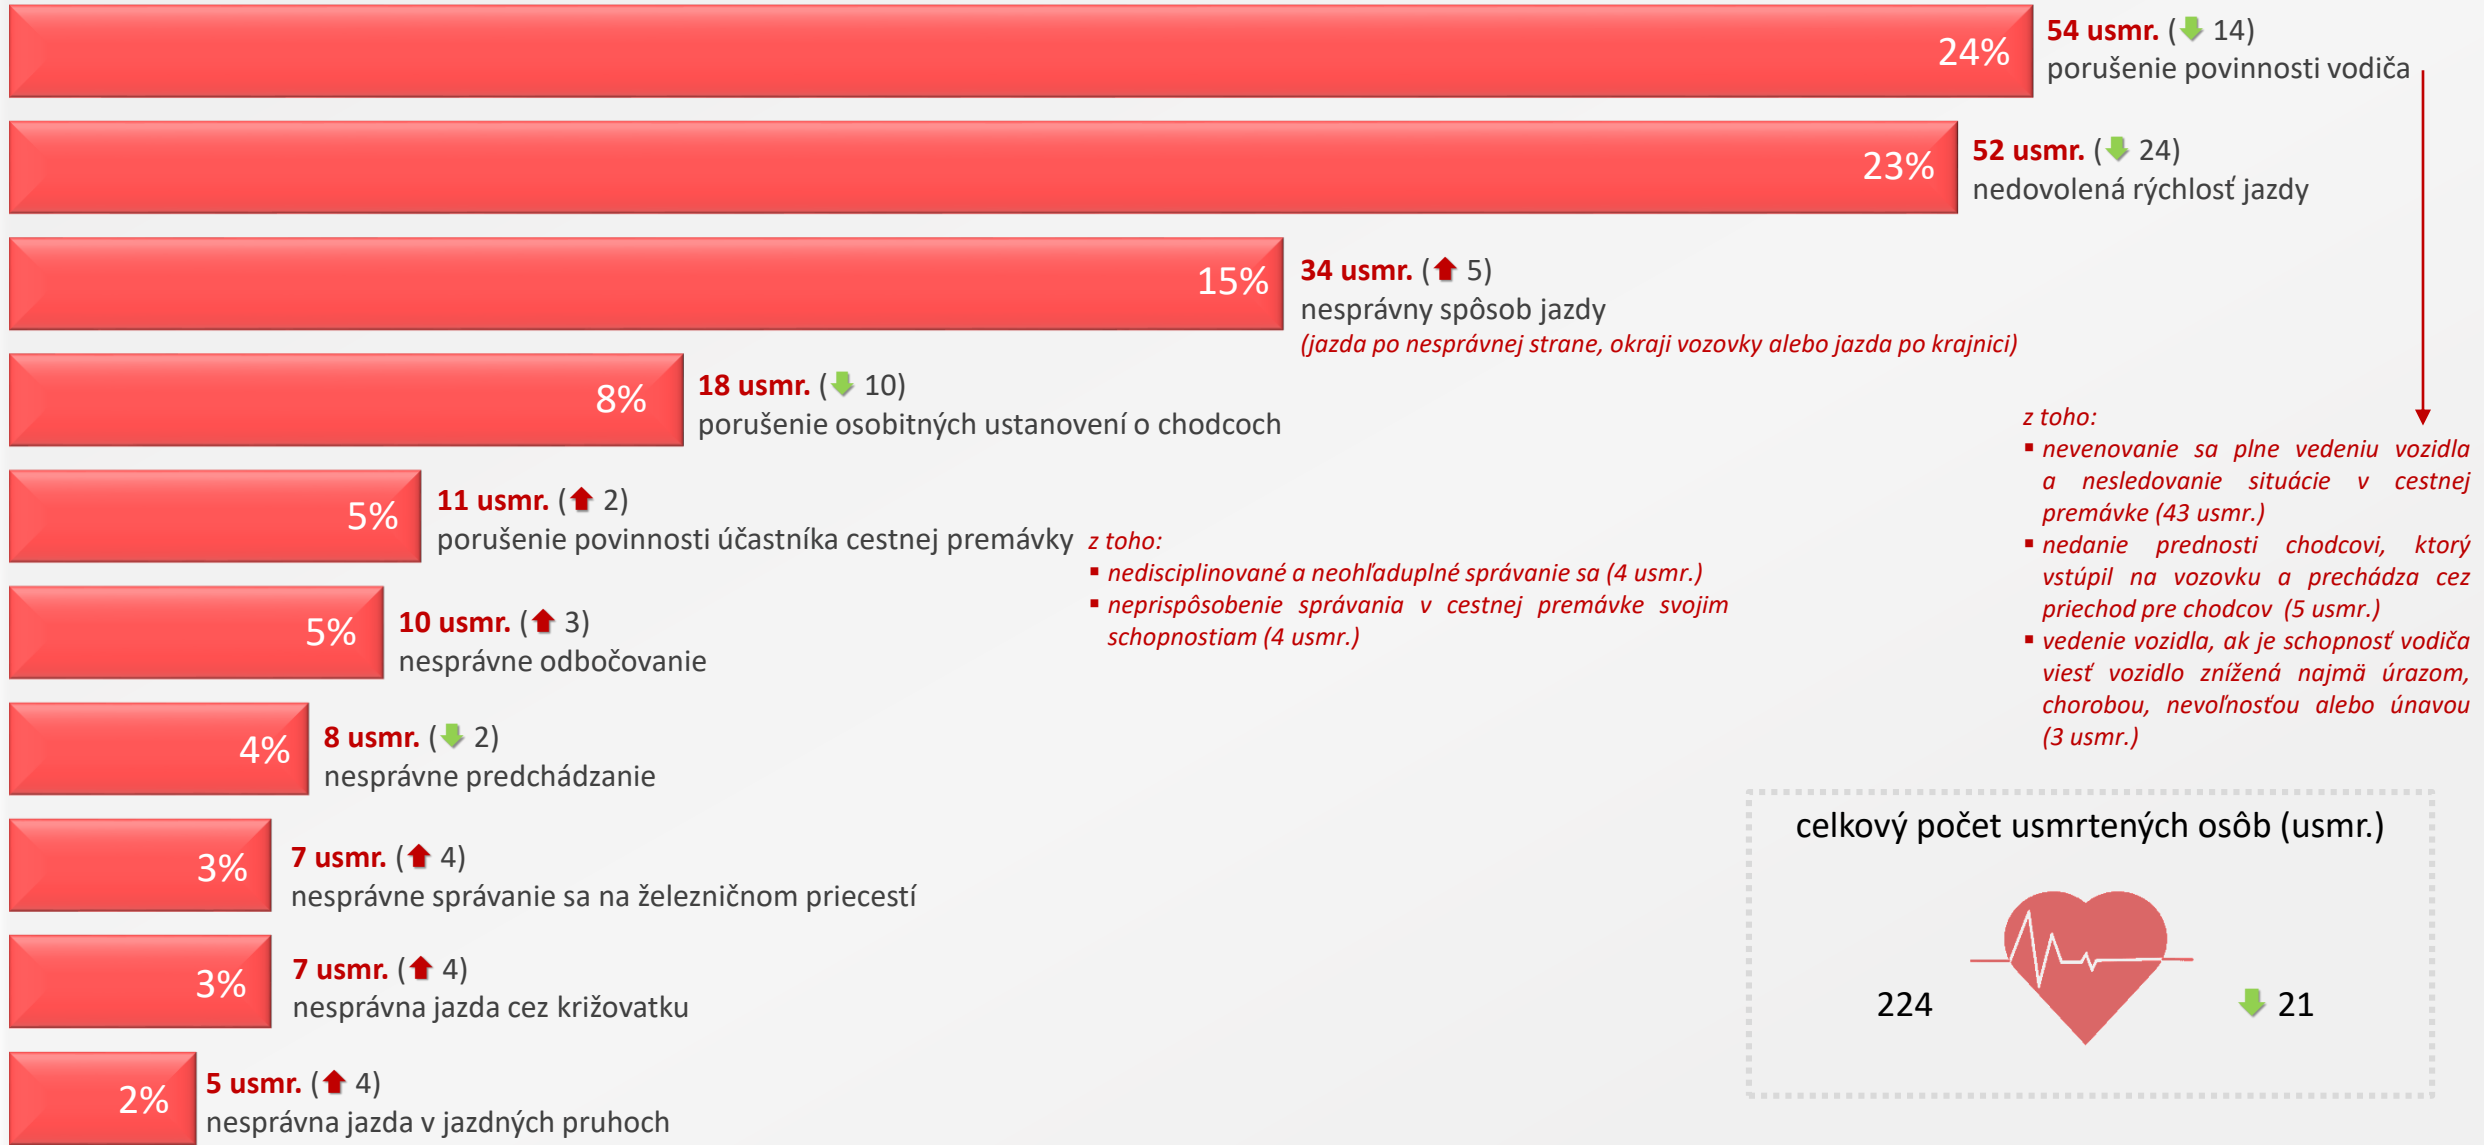 24%
54 usmr. (14)
porušenie povinnosti vodiča
23%
52 usmr. (24)
nedovolená rýchlosť jazdy
15%
34 usmr. (5)
nesprávny spôsob jazdy
(jazda po nesprávnej strane, okraji vozovky alebo jazda po krajnici)
8%
18 usmr. (10)
porušenie osobitných ustanovení o chodcoch
z toho:
▪ nevenovanie sa plne vedeniu vozidla
a nesledovanie situácie v cestnej
premávke (43 usmr.)
▪ nedanie prednosti chodcovi, ktorý
vstúpil na vozovku a prechádza cez
priechod pre chodcov (5 usmr.)
▪ vedenie vozidla, ak je schopnosť vodiča
viesť vozidlo znížená najmä úrazom,
chorobou, nevoľnosťou alebo únavou
(3 usmr.)
5%
11 usmr. (2)
porušenie povinnosti účastníka cestnej premávky
z toho:
▪ nedisciplinované a neohľaduplné správanie sa (4 usmr.)
▪ neprispôsobenie správania v cestnej premávke svojim
schopnostiam (4 usmr.)
5%
10 usmr. (3)
nesprávne odbočovanie
4%
8 usmr. (2)
nesprávne predchádzanie
3%
7 usmr. (4)
nesprávne správanie sa na železničnom priecestí
3%
7 usmr. (4)
nesprávna jazda cez križovatku
2%
5 usmr. (4)
nesprávna jazda v jazdných pruhoch
celkový počet usmrtených osôb (usmr.)
224
21